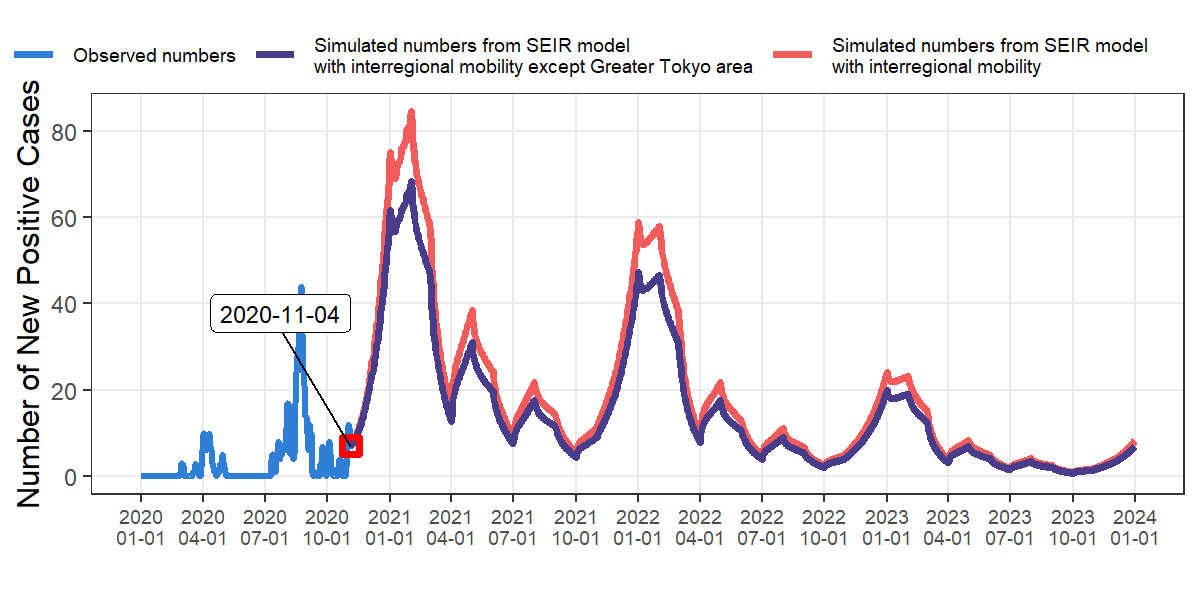 Observed numbers
Simulated numbers from SEIR model
with interregional mobility except Greater Tokyo area
Simulated numbers from SEIR model
with interregional mobility
Number of New Positive Cases
80
60
40
20
0
2020-11-04
2020 2020 2020 2020 2021 2021 2021 2021 2022 2022 2022 2022 2023 2023 2023 2023 2024
01-01 04-01 07-01 10-01 01-01 04-01 07-01 10-01 01-01 04-01 07-01 10-01 01-01 04-01 07-01 10-01 01-01